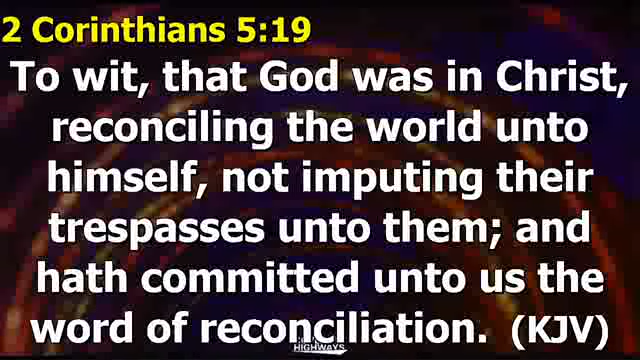 2 Corinthians 5:19
To wit, that God was in Christ,
reconciling the world unto
himself, not imputing their
trespasses unto them; and
hath committed unto us the
word of reconciliation. (KJV)
HIGHWAYS